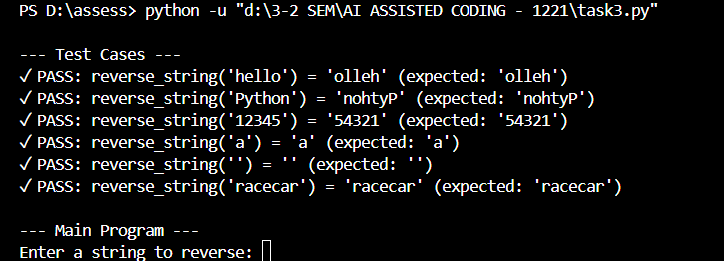 PS D:\assess> python -u "d:\3-2 SEM\AI ASSISTED CODING - 1221\task3.py"
--- Test Cases ---
✓ PASS: reverse_string('hello') = 'olleh' (expected: 'olleh')
✓ PASS: reverse_string('Python') = 'nohtyP' (expected: 'nohtyP')
✓ PASS: reverse_string('12345') = '54321' (expected: '54321')
✓ PASS: reverse_string('a') = 'a' (expected: 'a')
✓ PASS: reverse_string('') = '' (expected: '')
✓ PASS: reverse_string('racecar') = 'racecar' (expected: 'racecar')
--- Main Program ---
Enter a string to reverse: